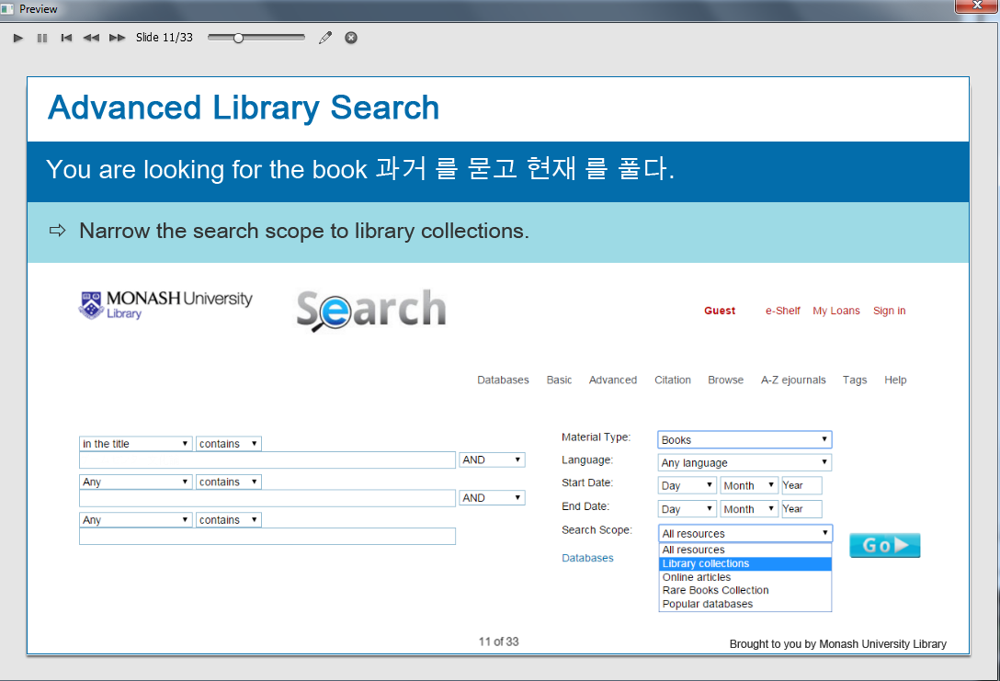 Preview
Slide 11/33
Advanced Library Search
You are looking for the book 과거 를 묻고 현재 를 풀다.
⇨ Narrow the search scope to library collections.
MONASH University
Library
Search
Guest e-Shelf My Loans Sign in
Databases Basic Advanced Citation Browse A-Z ejournals Tags Help
in the title contains
AND
Any contains
AND
Any contains
Material Type: Books
Language: Any language
Start Date: Day Month Year
End Date: Day Month Year
Search Scope: All resources
All resources
Library collections
Online articles
Rare Books Collection
Popular databases
Databases
Go
11 of 33
Brought to you by Monash University Library